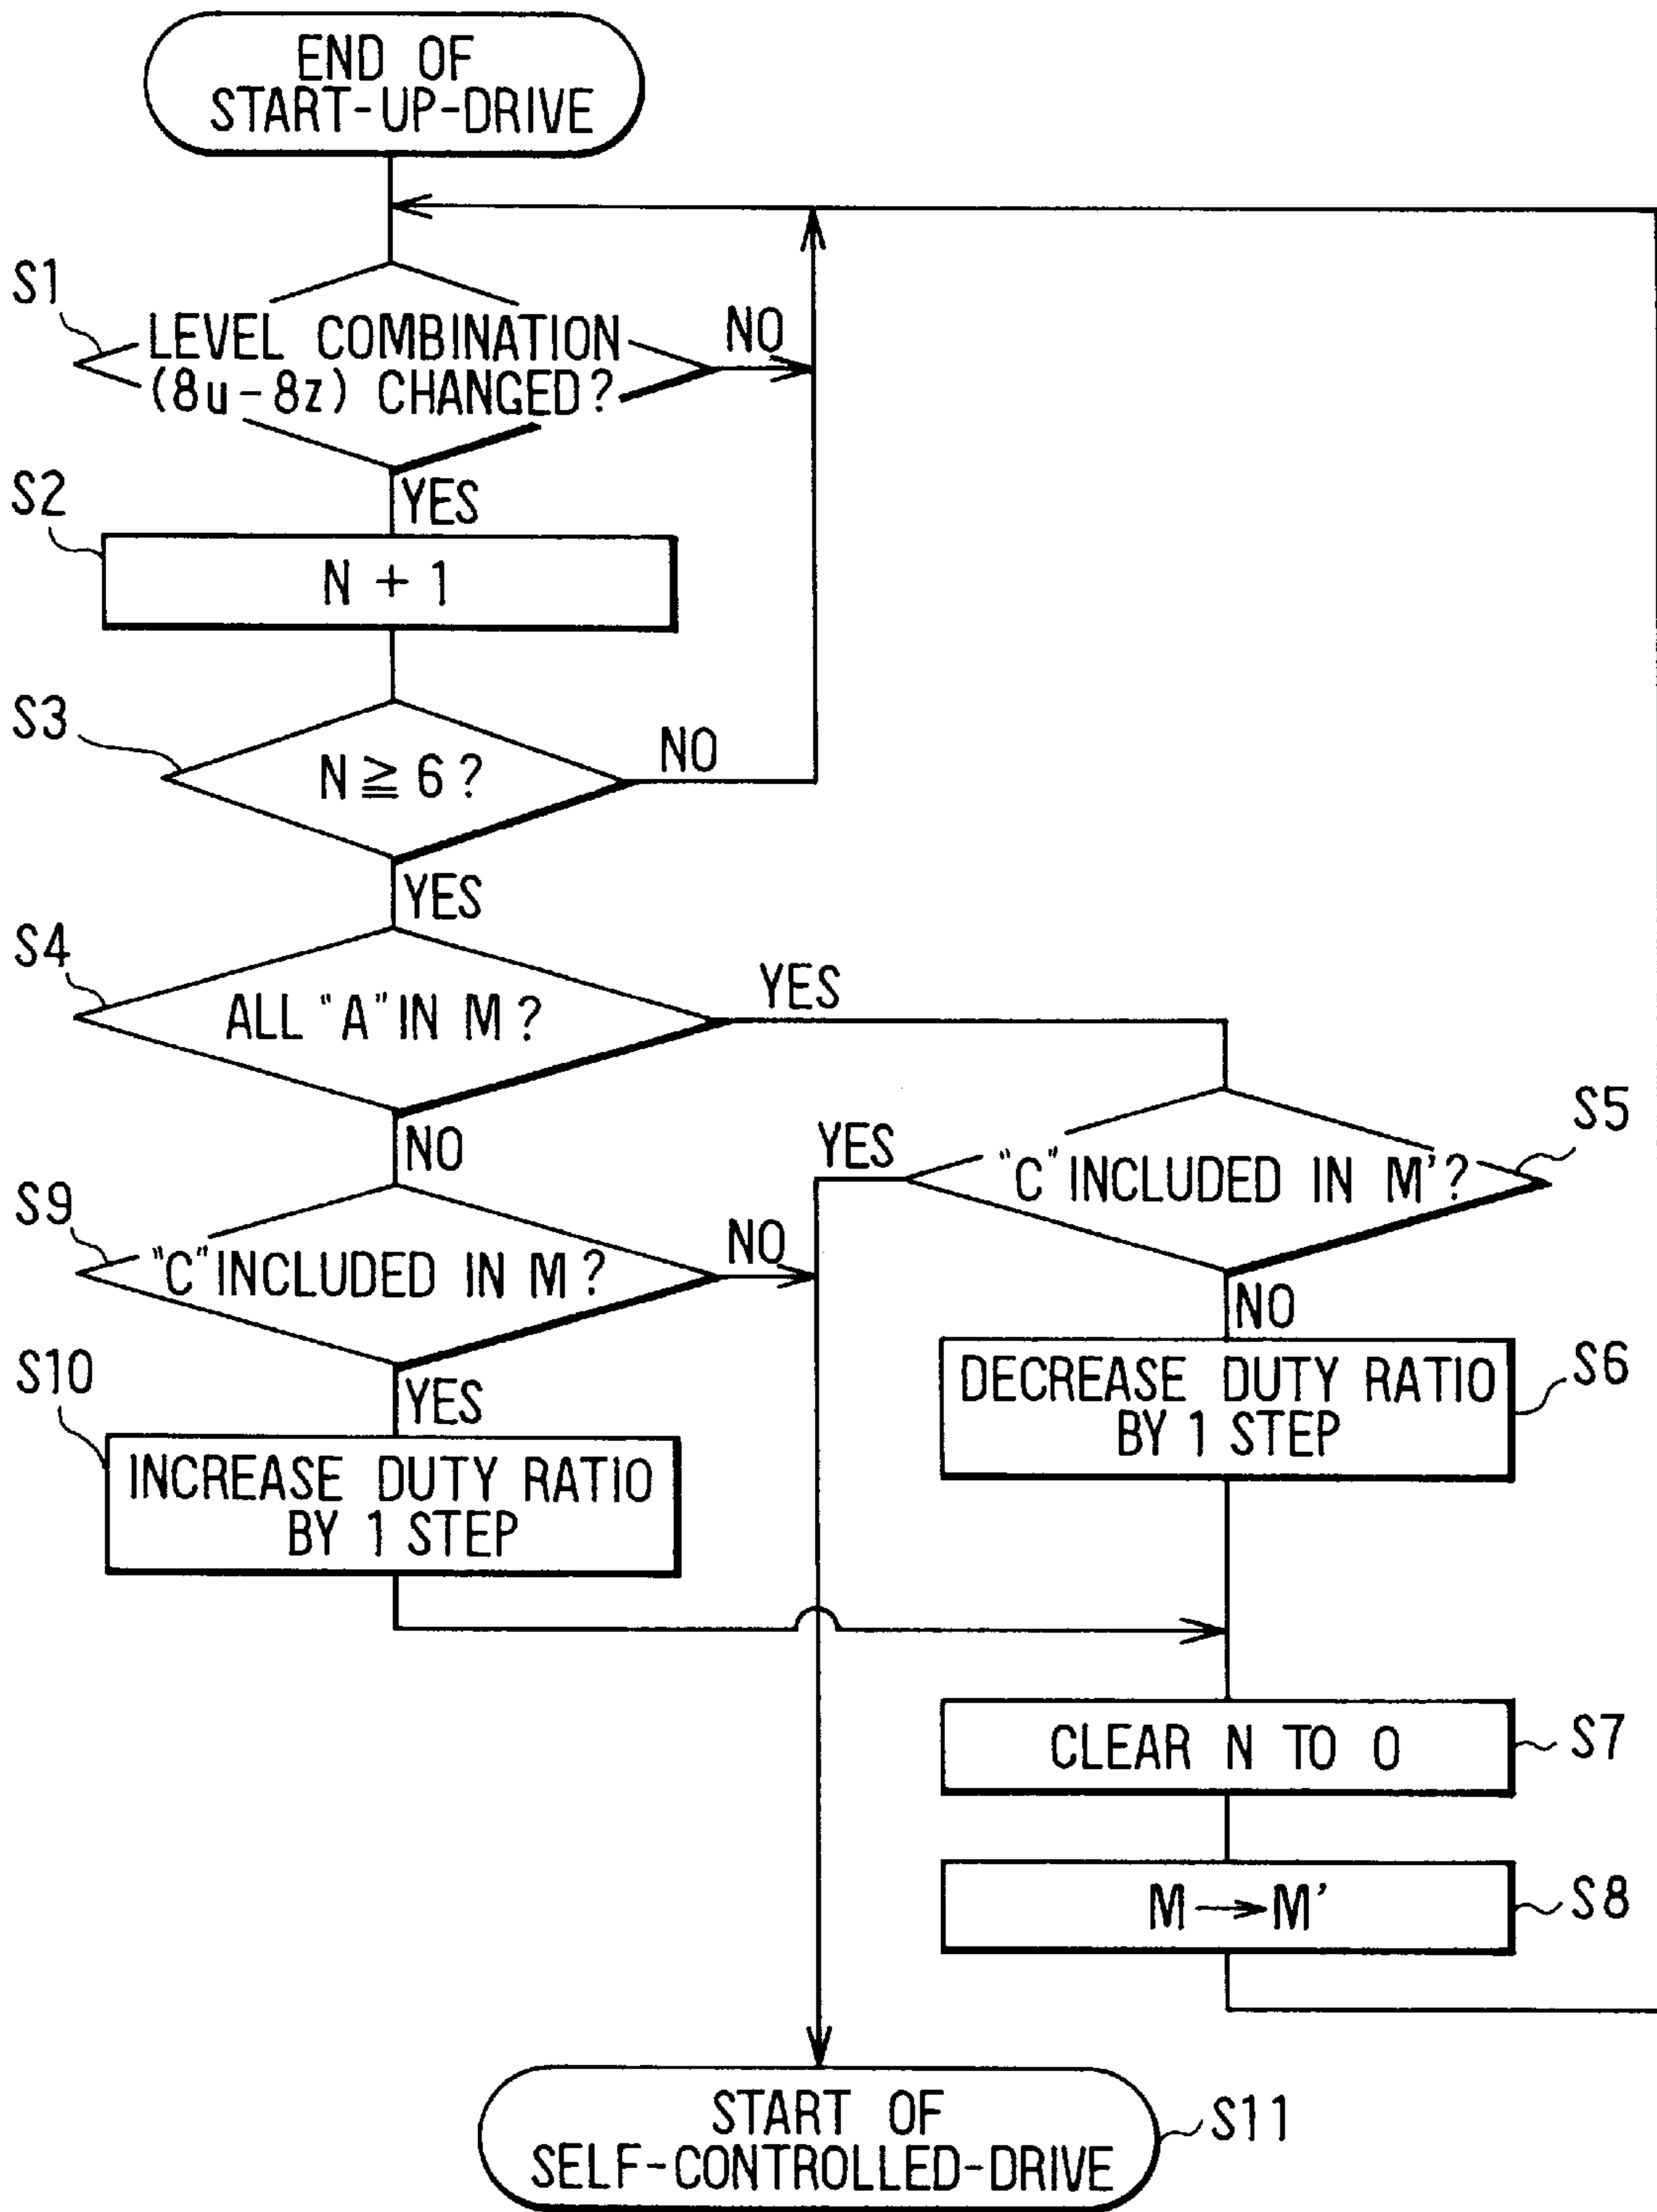 END OF
START-UP-DRIVE
S1
LEVEL COMBINATION
(8u-8z) CHANGED?
NO
YES
S2
N + 1
S3
N ≧ 6?
NO
YES
S4
ALL "A" IN M?
YES
NO
S5
"C" INCLUDED IN M'?
YES
NO
S9
"C" INCLUDED IN M?
NO
YES
S6
DECREASE DUTY RATIO
BY 1 STEP
S10
INCREASE DUTY RATIO
BY 1 STEP
CLEAR N TO 0
S7
M → M'
S8
START OF
SELF-CONTROLLED-DRIVE
S11